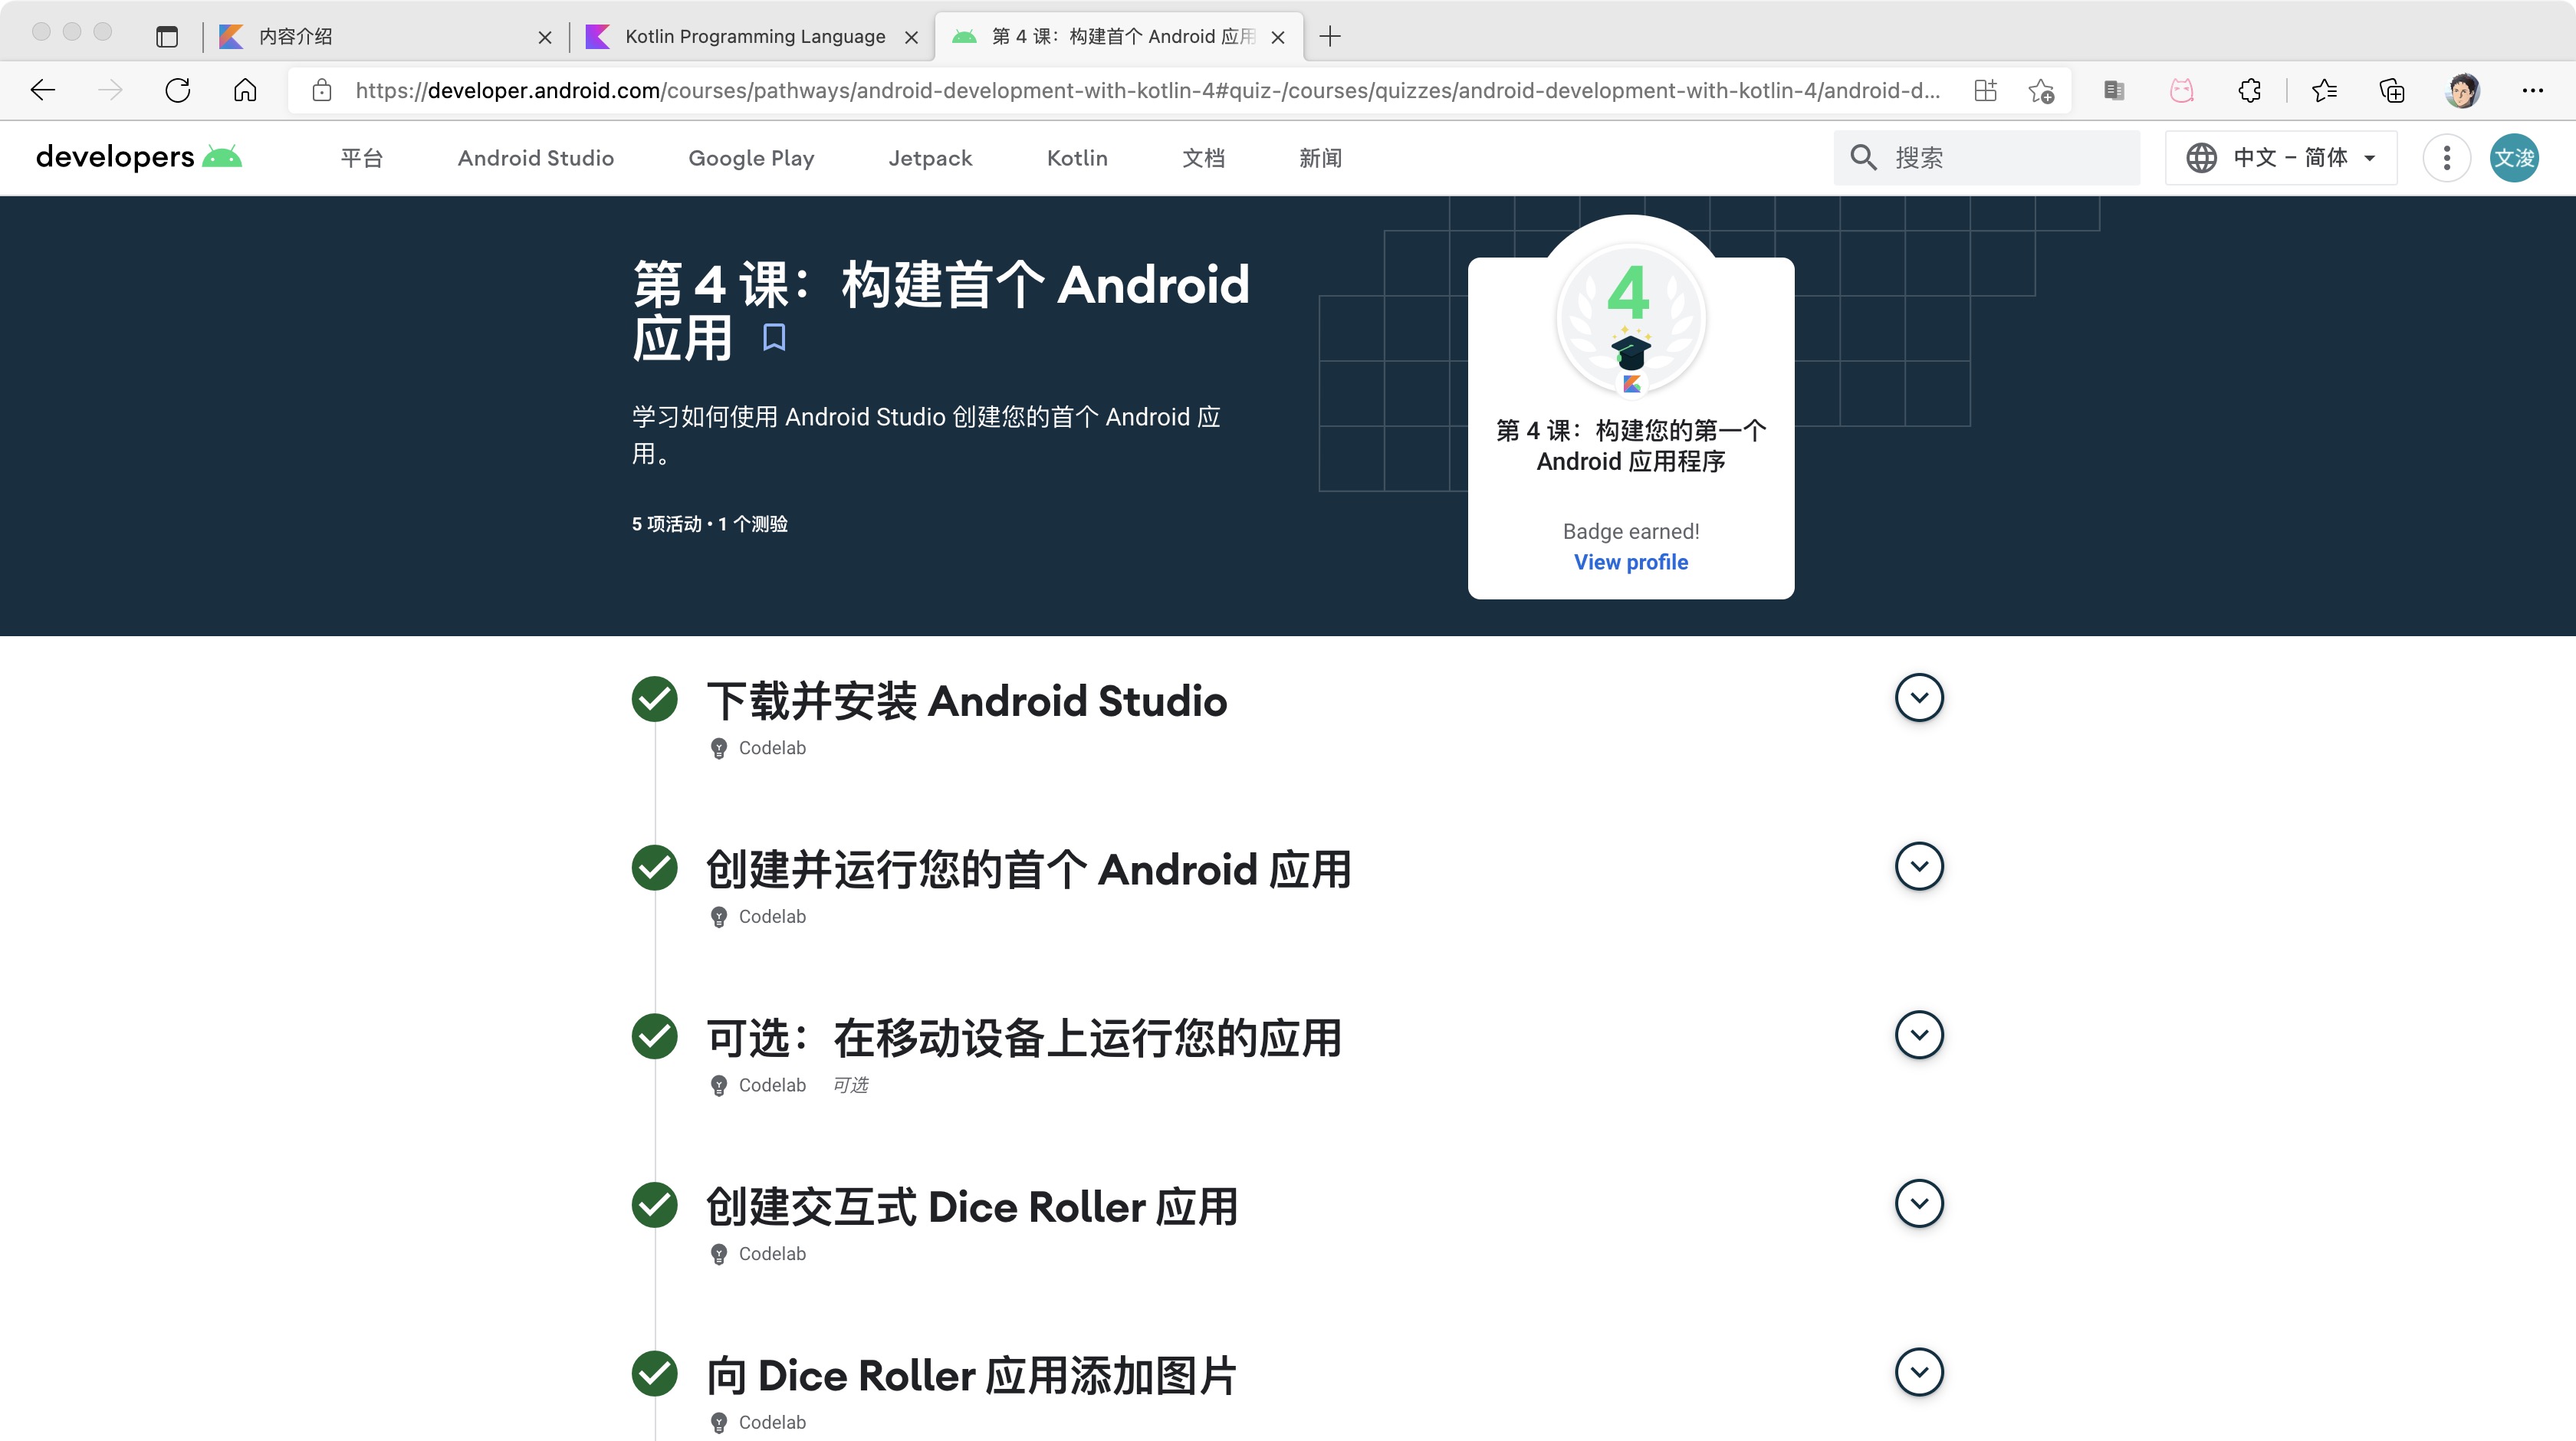 内容介绍
Kotlin Programming Language
第 4 课：构建首个 Android 应用
https://developer.android.com/courses/pathways/android-development-with-kotlin-4#quiz-/courses/quizzes/android-development-with-kotlin-4/android-d...
developers
平台 Android Studio Google Play Jetpack Kotlin 文档 新闻
搜索
中文 – 简体
文浚
第 4 课：构建首个 Android
应用
学习如何使用 Android Studio 创建您的首个 Android 应
用。
5 项活动 • 1 个测验
4
第 4 课：构建您的第一个
Android 应用程序
Badge earned!
View profile
下载并安装 Android Studio
Codelab
创建并运行您的首个 Android 应用
Codelab
可选：在移动设备上运行您的应用
Codelab 可选
创建交互式 Dice Roller 应用
Codelab
向 Dice Roller 应用添加图片
Codelab